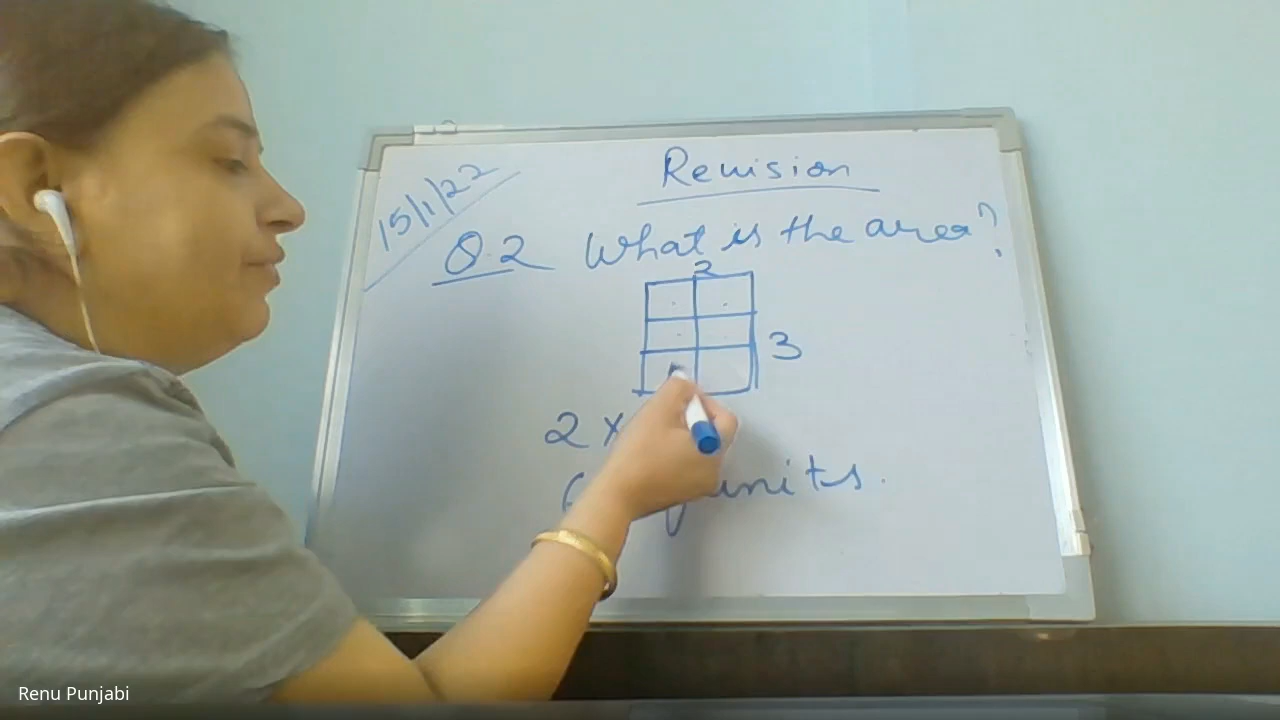 15/1/22
Revision
Q.2 What is the area?
2
3
2 x
units.
Renu Punjabi